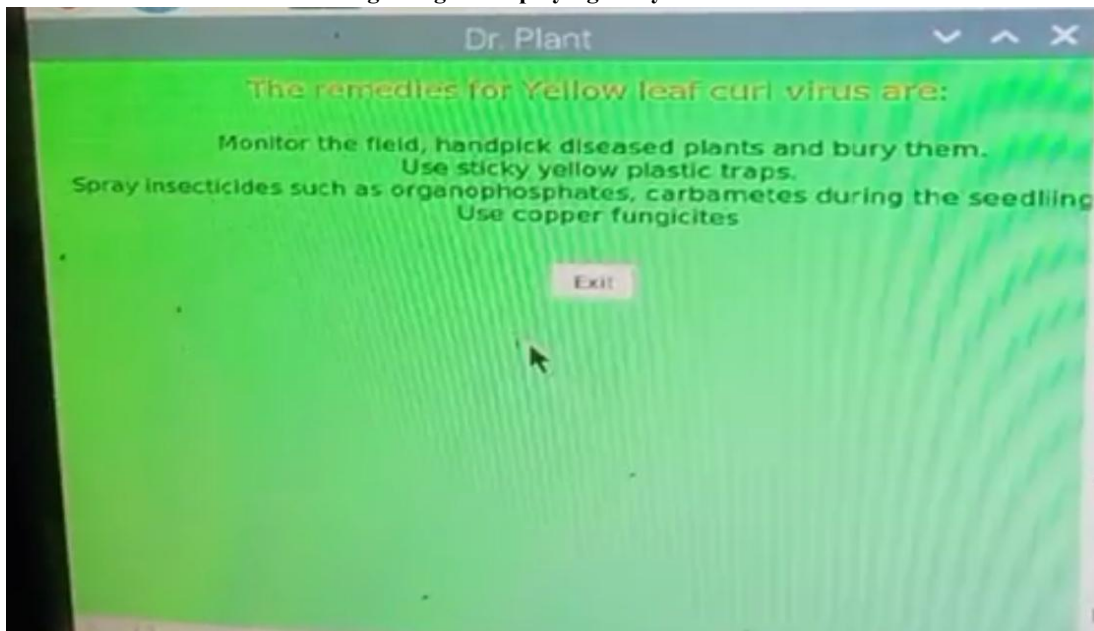 Dr. Plant
The remedies for Yellow leaf curl virus are:
Monitor the field, handpick diseased plants and bury them.
Use sticky yellow plastic traps.
Spray insecticides such as organophosphates, carbametes during the seedliing
Use copper fungicites
Exit